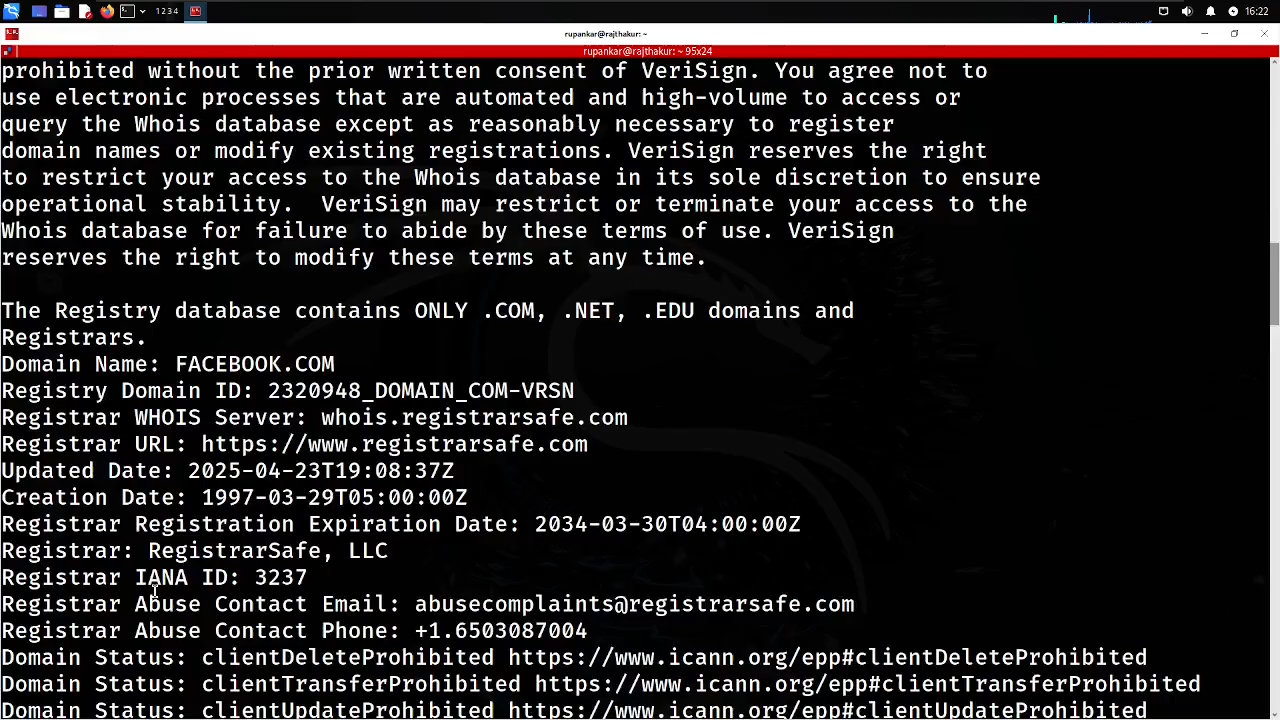 1 2 3 4
16:22
rupankar@rajthakur: ~
rupankar@rajthakur: ~ 95x24
prohibited without the prior written consent of VeriSign. You agree not to
use electronic processes that are automated and high-volume to access or
query the Whois database except as reasonably necessary to register
domain names or modify existing registrations. VeriSign reserves the right
to restrict your access to the Whois database in its sole discretion to ensure
operational stability.  VeriSign may restrict or terminate your access to the
Whois database for failure to abide by these terms of use. VeriSign
reserves the right to modify these terms at any time.
The Registry database contains ONLY .COM, .NET, .EDU domains and
Registrars.
Domain Name: FACEBOOK.COM
Registry Domain ID: 2320948_DOMAIN_COM-VRSN
Registrar WHOIS Server: whois.registrarsafe.com
Registrar URL: https://www.registrarsafe.com
Updated Date: 2025-04-23T19:08:37Z
Creation Date: 1997-03-29T05:00:00Z
Registrar Registration Expiration Date: 2034-03-30T04:00:00Z
Registrar: RegistrarSafe, LLC
Registrar IANA ID: 3237
Registrar Abuse Contact Email: abusecomplaints@registrarsafe.com
Registrar Abuse Contact Phone: +1.6503087004
Domain Status: clientDeleteProhibited https://www.icann.org/epp#clientDeleteProhibited
Domain Status: clientTransferProhibited https://www.icann.org/epp#clientTransferProhibited
Domain Status: clientUpdateProhibited https://www.icann.org/epp#clientUpdateProhibited